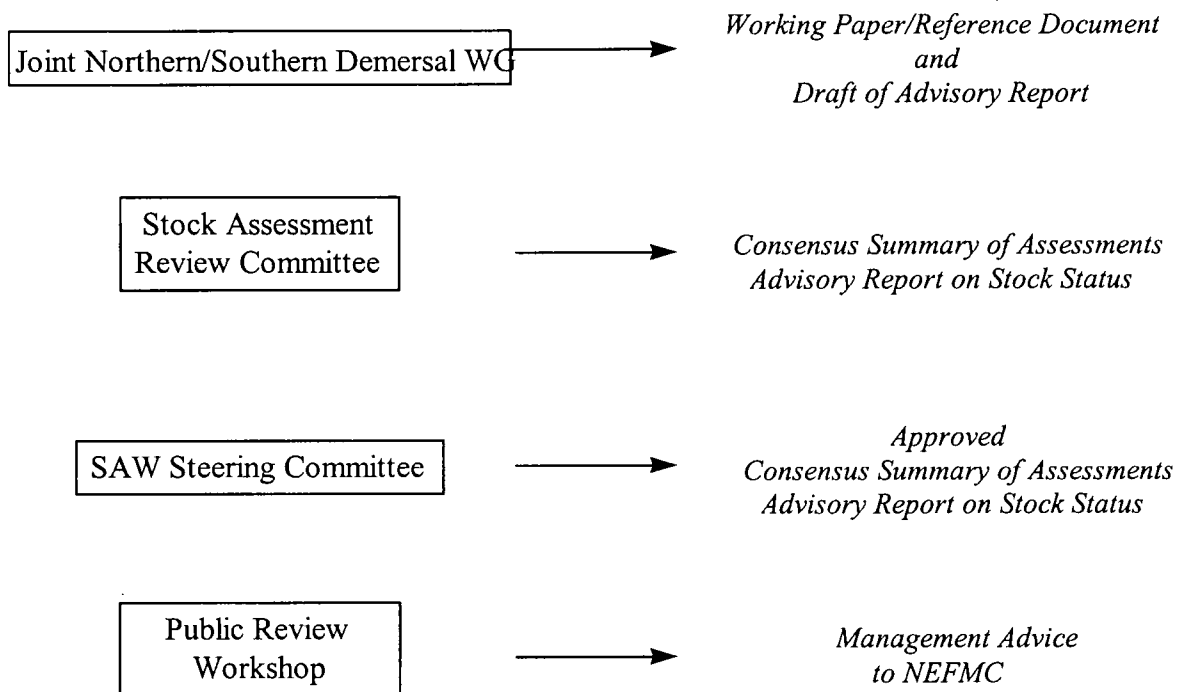 Joint Northern/Southern Demersal WG
Working Paper/Reference Document
and
Draft of Advisory Report
Stock Assessment
Review Committee
Consensus Summary of Assessments
Advisory Report on Stock Status
SAW Steering Committee
Approved
Consensus Summary of Assessments
Advisory Report on Stock Status
Public Review
Workshop
Management Advice
to NEFMC